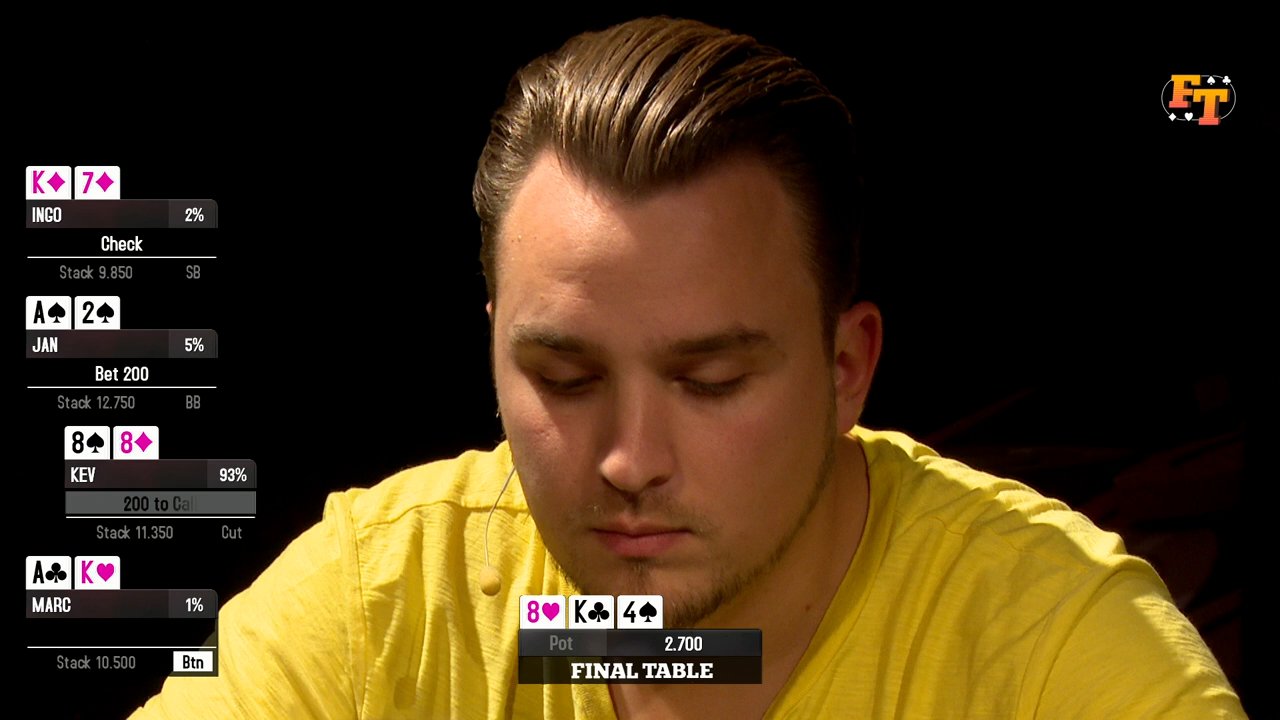 FT
K♦ 7♦
INGO 2%
Check
Stack 9.850 SB
A♠ 2♠
JAN 5%
Bet 200
Stack 12.750 BB
8♠ 8♦
KEV 93%
200 to Call
Stack 11.350 Cut
A♣ K♥
MARC 1%
Stack 10.500 Btn
8♥ K♣ 4♠
Pot 2.700
FINAL TABLE